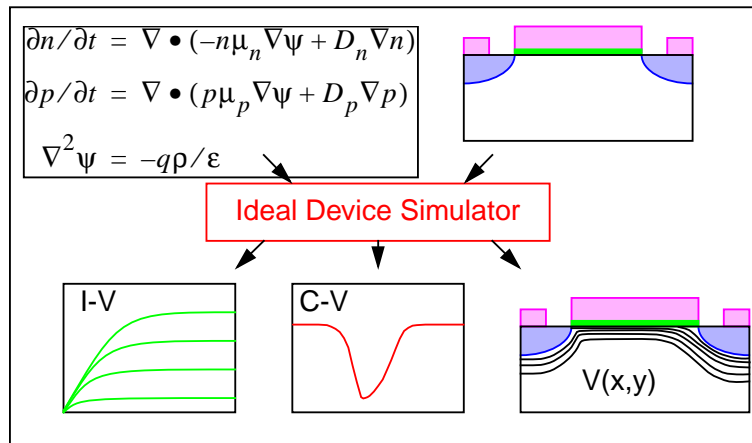 ∂n/∂t = ∇ • (−nμ_n∇ψ + D_n∇n)
∂p/∂t = ∇ • (pμ_p∇ψ + D_p∇p)
∇²ψ = −qρ/ε
Ideal Device Simulator
I-V
C-V
V(x,y)